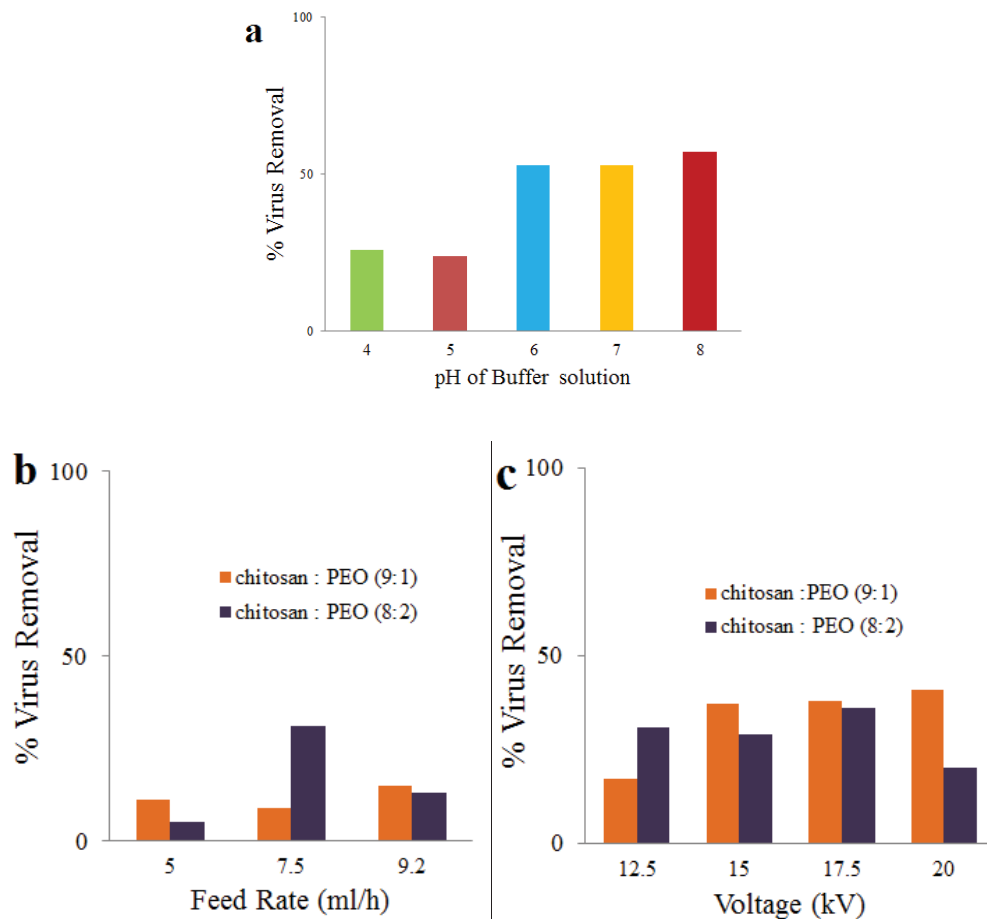 a
% Virus Removal
100
50
0
4 5 6 7 8
pH of Buffer solution
b
% Virus Removal
100
50
0
chitosan : PEO (9:1)
chitosan : PEO (8:2)
5 7.5 9.2
Feed Rate (ml/h)
c
% Virus Removal
100
50
0
chitosan :PEO (9:1)
chitosan : PEO (8:2)
12.5 15 17.5 20
Voltage (kV)